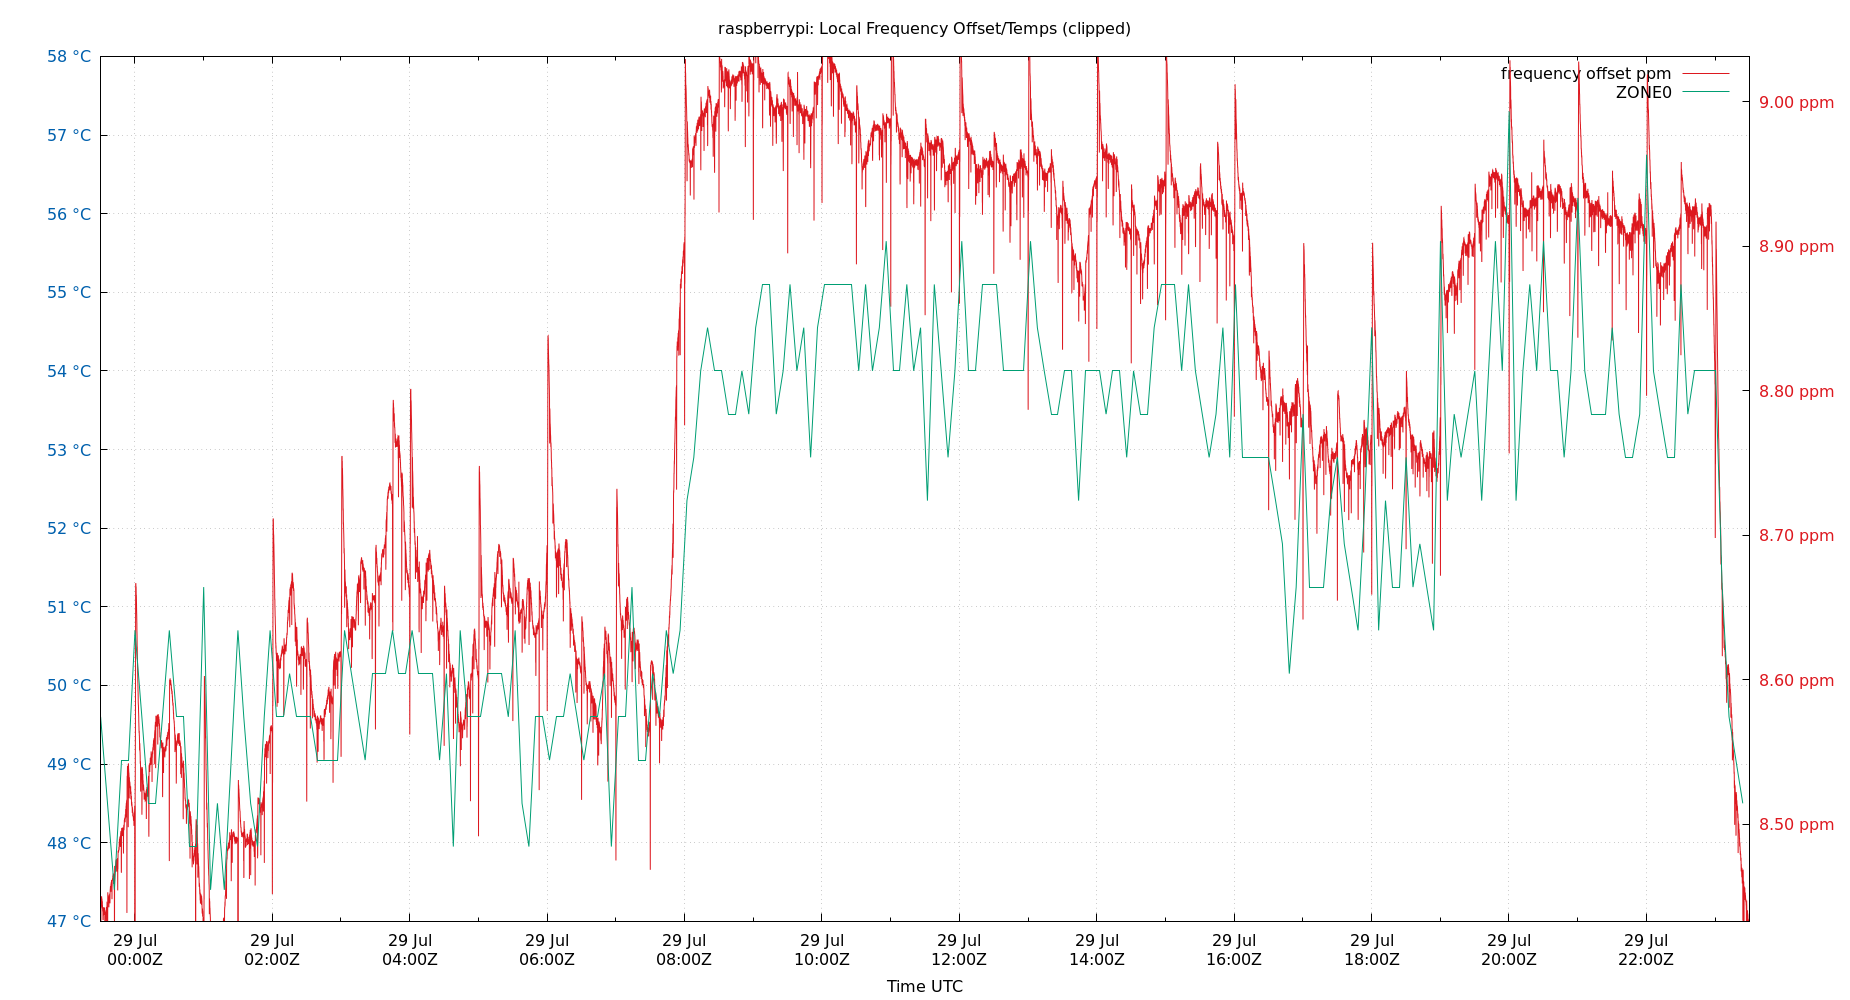 raspberrypi: Local Frequency Offset/Temps (clipped)
58 °C
57 °C
56 °C
55 °C
54 °C
53 °C
52 °C
51 °C
50 °C
49 °C
48 °C
47 °C
frequency offset ppm
ZONE0
9.00 ppm
8.90 ppm
8.80 ppm
8.70 ppm
8.60 ppm
8.50 ppm
29 Jul 29 Jul 29 Jul 29 Jul 29 Jul 29 Jul 29 Jul 29 Jul 29 Jul 29 Jul 29 Jul 29 Jul
00:00Z 02:00Z 04:00Z 06:00Z 08:00Z 10:00Z 12:00Z 14:00Z 16:00Z 18:00Z 20:00Z 22:00Z
Time UTC